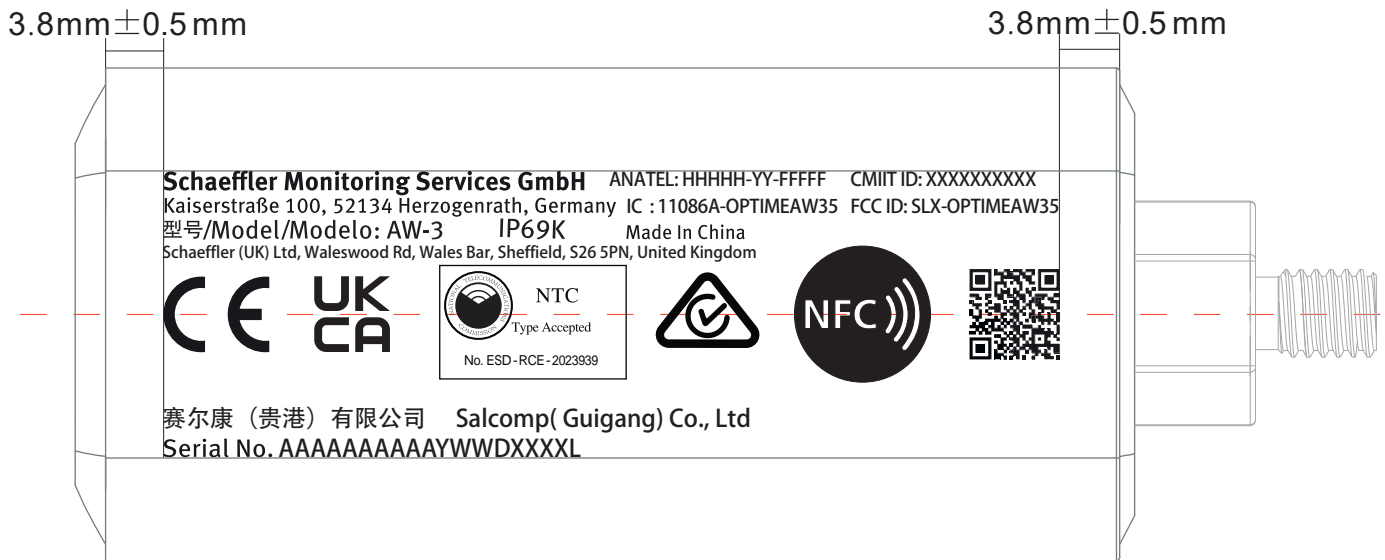 3.8mm±0.5mm
3.8mm±0.5mm
Schaeffler Monitoring Services GmbH ANATEL: HHHHH-YY-FFFFF CMIIT ID: XXXXXXXXXX
Kaiserstraße 100, 52134 Herzogenrath, Germany IC : 11086A-OPTIMEAW35 FCC ID: SLX-OPTIMEAW35
型号/Model/Modelo: AW-3 IP69K Made In China
Schaeffler (UK) Ltd, Waleswood Rd, Wales Bar, Sheffield, S26 5PN, United Kingdom
CE
UK
CA
NATIONAL TELECOMMUNICATIONS COMMISSION
NTC
Type Accepted
No. ESD-RCE-2023939
NFC
赛尔康（贵港）有限公司 Salcomp( Guigang) Co., Ltd
Serial No. AAAAAAAAAAYWWDXXXXL